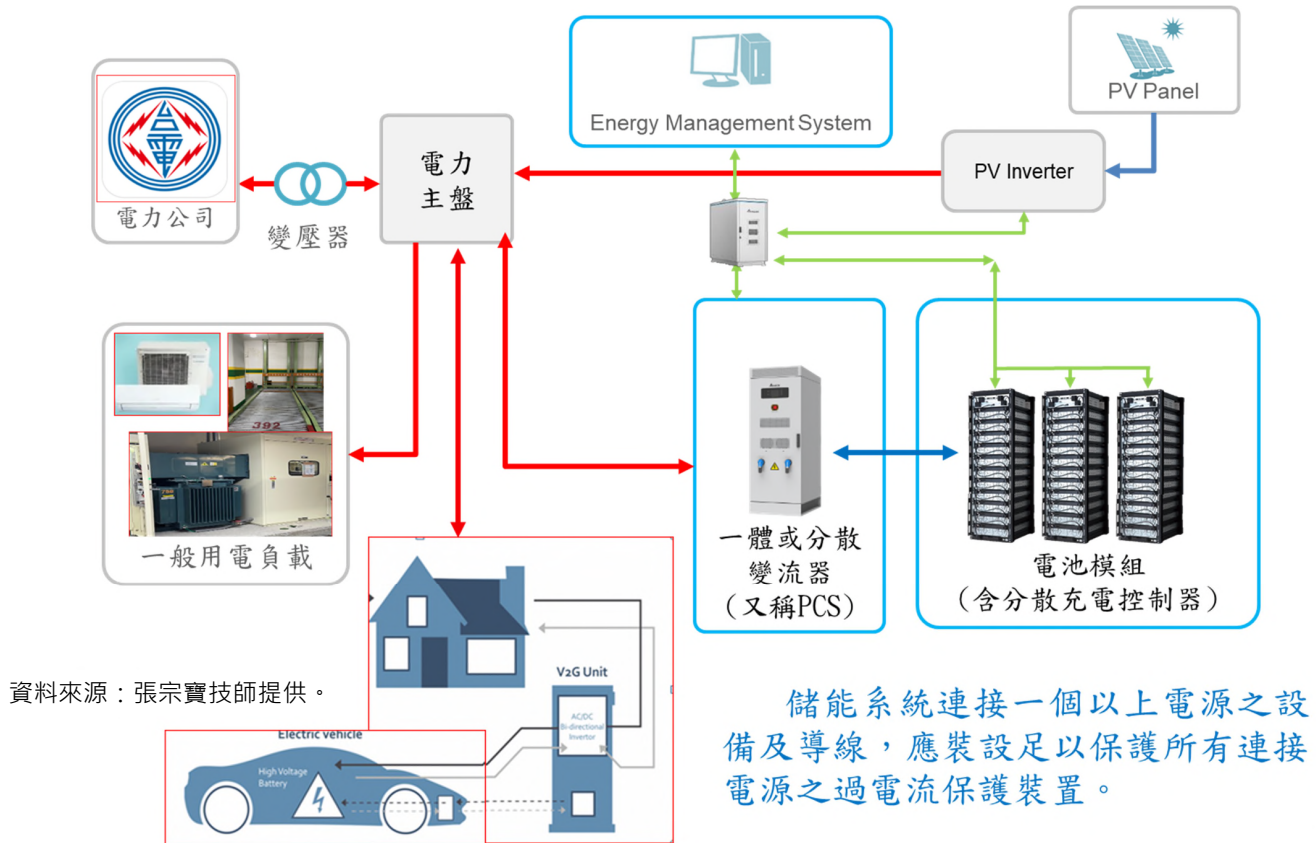 Energy Management System
PV Panel
台電
電力公司
變壓器
電力
主盤
PV Inverter
392
一般用電負載
一體或分散
變流器
(又稱PCS)
電池模組
(含分散充電控制器)
V2G Unit
AC/DC
Bi-directional
Invertor
Electric vehicle
High Voltage
Battery
資料來源：張宗寶技師提供。
儲能系統連接一個以上電源之設
備及導線，應裝設足以保護所有連接
電源之過電流保護裝置。